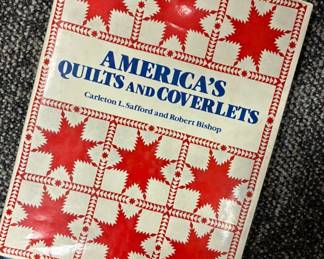 AMERICA'S
QUILTS AND COVERLETS
Carleton L. Safford and Robert Bishop